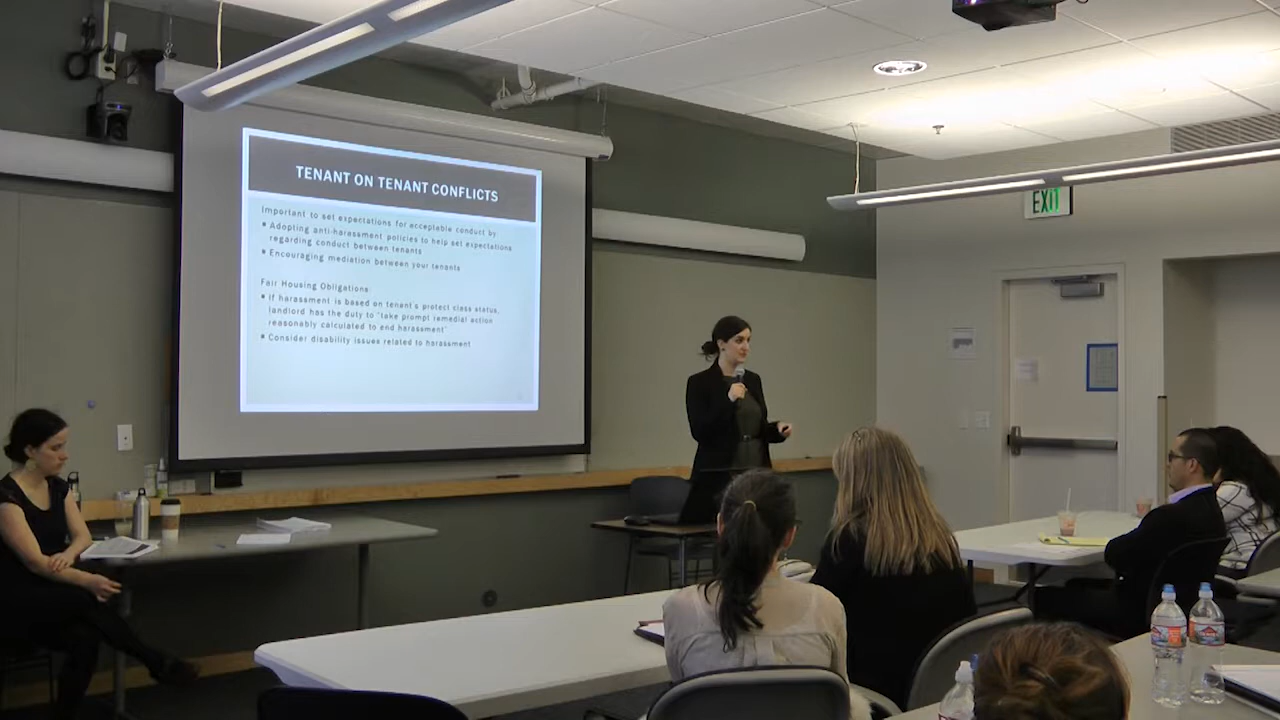 TENANT ON TENANT CONFLICTS
Important to set expectations for acceptable conduct by
▪ Adopting anti-harassment policies to help set expectations
regarding conduct between tenants
▪ Encouraging mediation between your tenants
Fair Housing Obligations:
▪ If harassment is based on tenant's protect class status,
landlord has the duty to "take prompt remedial action
reasonably calculated to end harassment"
▪ Consider disability issues related to harassment
EXIT